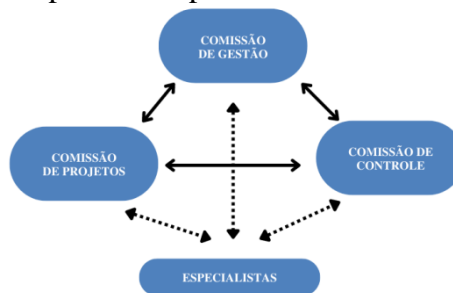 COMISSÃO
DE GESTÃO
COMISSÃO
DE PROJETOS
COMISSÃO DE
CONTROLE
ESPECIALISTAS